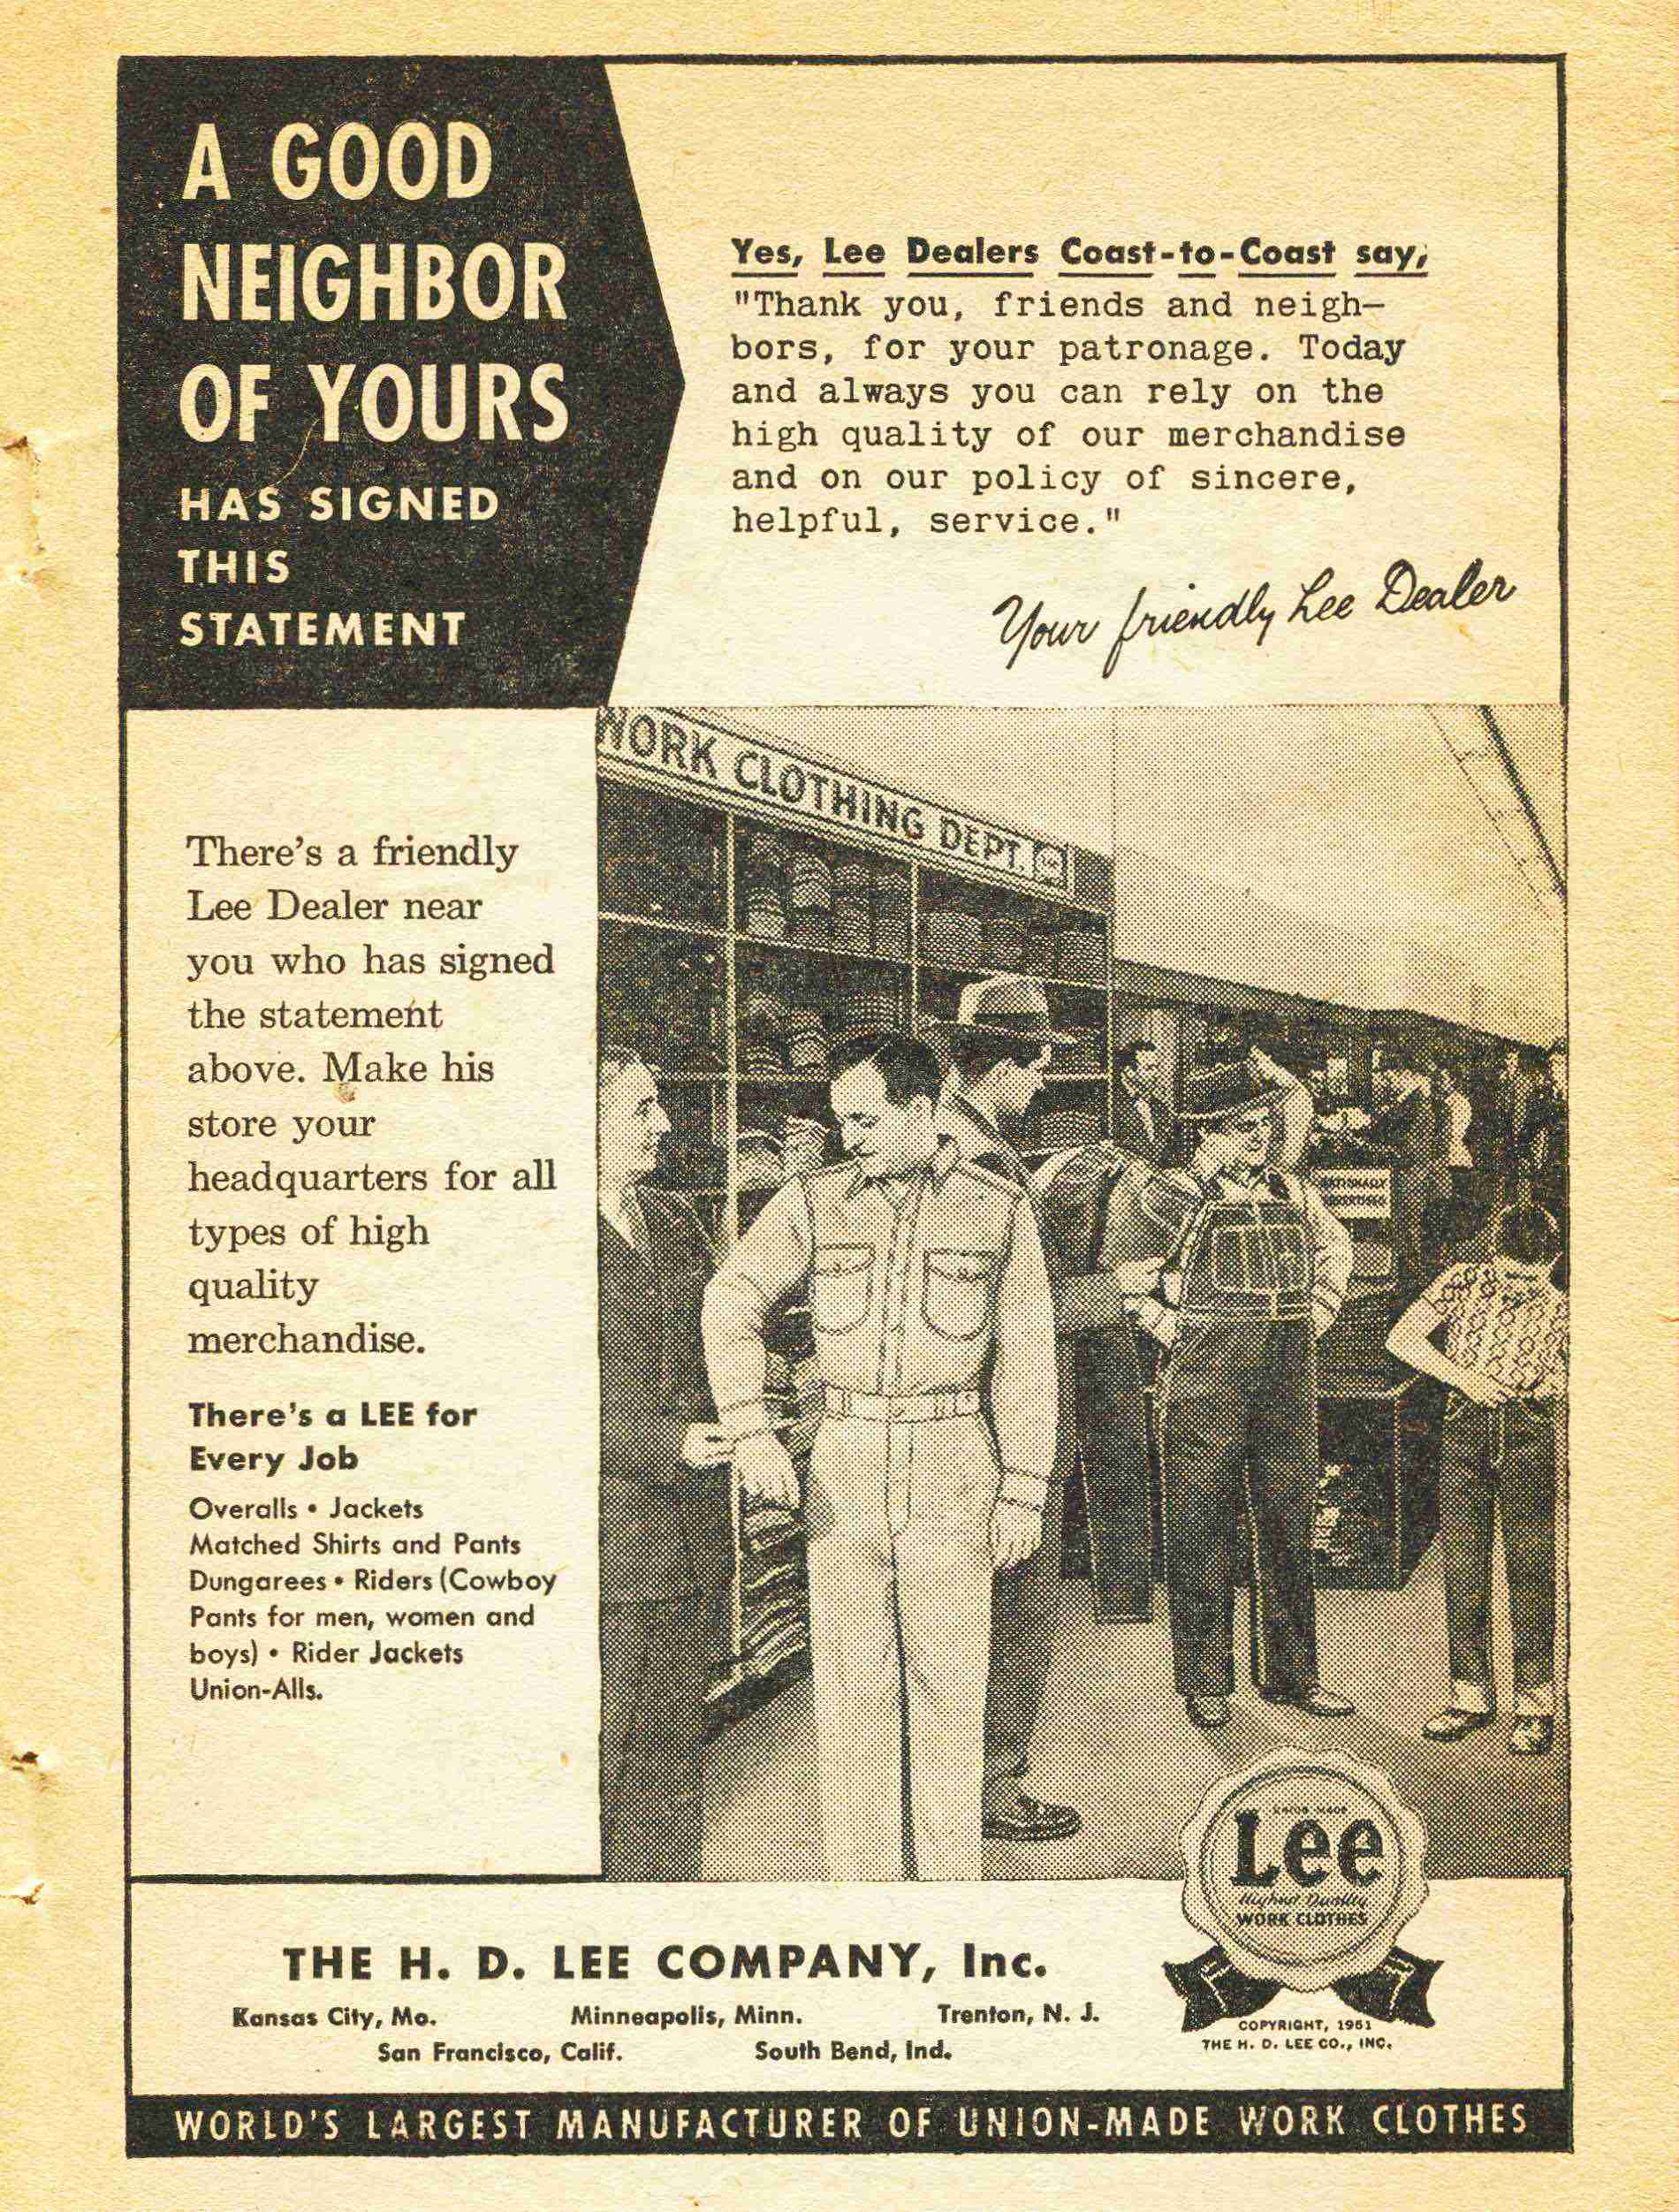 A GOOD
NEIGHBOR
OF YOURS
HAS SIGNED
THIS
STATEMENT
Yes, Lee Dealers Coast-to-Coast say,
"Thank you, friends and neigh-
bors, for your patronage. Today
and always you can rely on the
high quality of our merchandise
and on our policy of sincere,
helpful, service."
Your friendly Lee Dealer
There's a friendly
Lee Dealer near
you who has signed
the statement
above. Make his
store your
headquarters for all
types of high
quality
merchandise.
There's a LEE for
Every Job
Overalls • Jackets
Matched Shirts and Pants
Dungarees • Riders (Cowboy
Pants for men, women and
boys) • Rider Jackets
Union-Alls.
WORK CLOTHING DEPT.
NATIONALLY
ADVERTISED
UNION MADE
Lee
Highest Quality
WORK CLOTHES
THE H. D. LEE COMPANY, Inc.
Kansas City, Mo. Minneapolis, Minn. Trenton, N. J.
San Francisco, Calif. South Bend, Ind.
COPYRIGHT, 1951
THE H. D. LEE CO., INC.
WORLD'S LARGEST MANUFACTURER OF UNION-MADE WORK CLOTHES